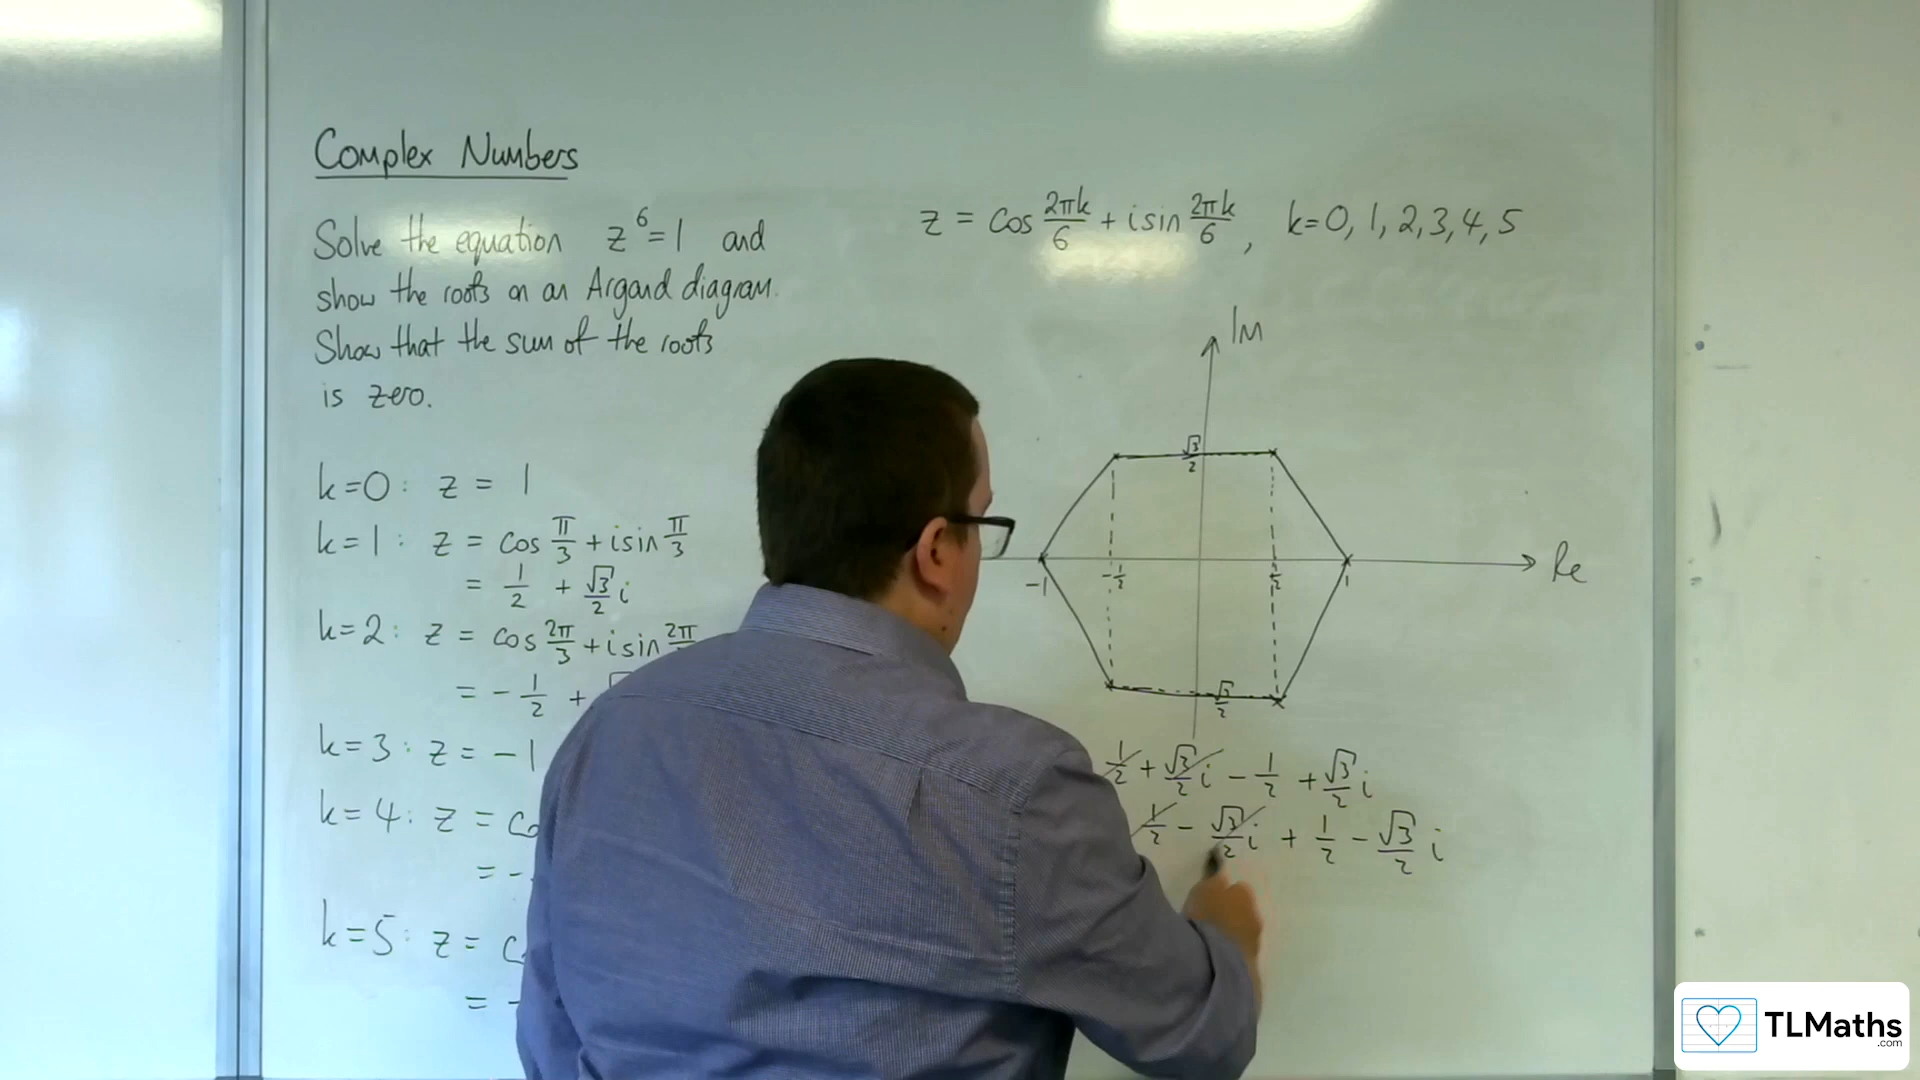 Complex Numbers
Solve the equation z⁶=1 and
show the roots on an Argand diagram.
Show that the sum of the roots
is zero.
k=0: z = 1
k=1: z = cos π/3 + i sin π/3
= 1/2 + √3/2 i
k=2: z = cos 2π/3 + i sin 2π
= -1/2 +
k=3: z = -1
k=4: z = co
= -
k=5: z = c
= -
z = cos 2πk/6 + i sin 2πk/6, k=0, 1, 2, 3, 4, 5
Im
√3/2
-1 -1/2 1/2 1 Re
√3/2
1/2 + √3/2 i - 1/2 + √3/2 i
1/2 - √3/2 i + 1/2 - √3/2 i
TLMaths
.com